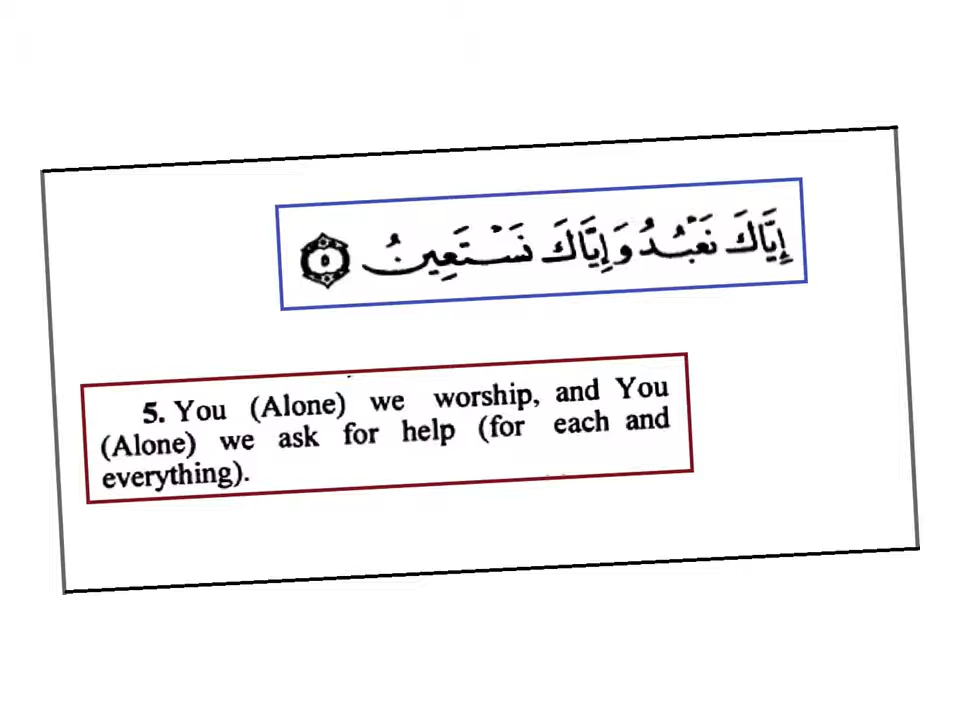 إِيَّاكَ نَعْبُدُ وَإِيَّاكَ نَسْتَعِينُ ٥
5. You (Alone) we worship, and You
(Alone) we ask for help (for each and
everything).